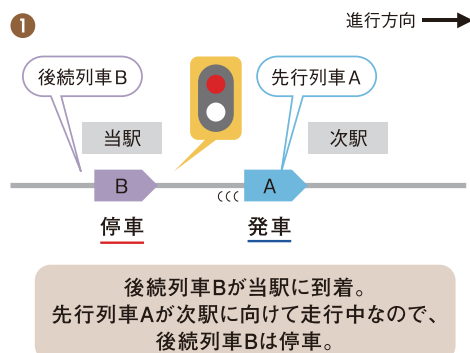 ❶
進行方向
後続列車B
先行列車A
当駅
次駅
B
A
停車
発車
後続列車Bが当駅に到着。
先行列車Aが次駅に向けて走行中なので、
後続列車Bは停車。